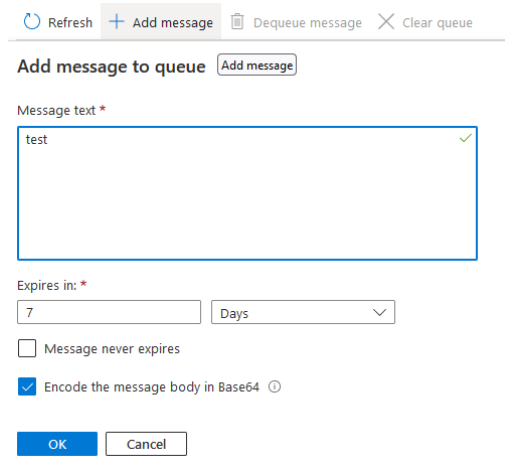 Refresh Add message Dequeue message Clear queue
Add message to queue Add message
Message text *
test
Expires in: *
7 Days
Message never expires
Encode the message body in Base64
OK Cancel